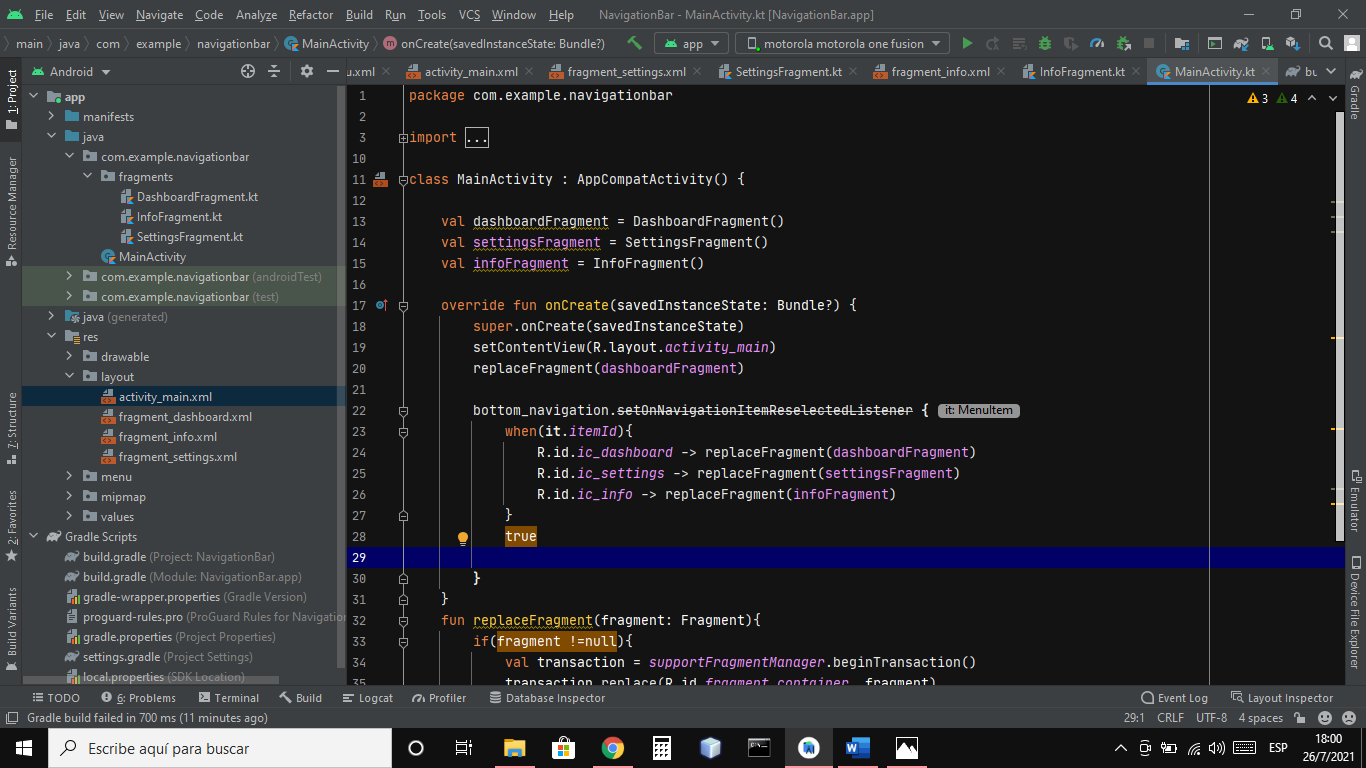 File Edit View Navigate Code Analyze Refactor Build Run Tools VCS Window Help NavigationBar - MainActivity.kt [NavigationBar.app]
main java com example navigationbar MainActivity onCreate(savedInstanceState: Bundle?) app motorola motorola one fusion
Android
u.xml activity_main.xml fragment_settings.xml SettingsFragment.kt fragment_info.xml InfoFragment.kt MainActivity.kt bu
1: Project
Resource Manager
7: Structure
2: Favorites
Build Variants
app
manifests
java
com.example.navigationbar
fragments
DashboardFragment.kt
InfoFragment.kt
SettingsFragment.kt
MainActivity
com.example.navigationbar (androidTest)
com.example.navigationbar (test)
java (generated)
res
drawable
layout
activity_main.xml
fragment_dashboard.xml
fragment_info.xml
fragment_settings.xml
menu
mipmap
values
Gradle Scripts
build.gradle (Project: NavigationBar)
build.gradle (Module: NavigationBar.app)
gradle-wrapper.properties (Gradle Version)
proguard-rules.pro (ProGuard Rules for Navigation
gradle.properties (Project Properties)
settings.gradle (Project Settings)
local.properties (SDK Location)
3 4
1 package com.example.navigationbar
2
3 import ...
10
11 class MainActivity : AppCompatActivity() {
12
13 val dashboardFragment = DashboardFragment()
14 val settingsFragment = SettingsFragment()
15 val infoFragment = InfoFragment()
16
17 override fun onCreate(savedInstanceState: Bundle?) {
18 super.onCreate(savedInstanceState)
19 setContentView(R.layout.activity_main)
20 replaceFragment(dashboardFragment)
21
22 bottom_navigation.setOnNavigationItemReselectedListener { it: MenuItem
23 when(it.itemId){
24 R.id.ic_dashboard -> replaceFragment(dashboardFragment)
25 R.id.ic_settings -> replaceFragment(settingsFragment)
26 R.id.ic_info -> replaceFragment(infoFragment)
27 }
28 true
29
30 }
31 }
32 fun replaceFragment(fragment: Fragment){
33 if(fragment !=null){
34 val transaction = supportFragmentManager.beginTransaction()
35 transaction.replace(R.id.fragment_container, fragment)
Gradle
Emulator
Device File Explorer
TODO 6: Problems Terminal Build Logcat Profiler Database Inspector Event Log Layout Inspector
Gradle build failed in 700 ms (11 minutes ago) 29:1 CRLF UTF-8 4 spaces
Escribe aquí para buscar
ESP
18:00
26/7/2021